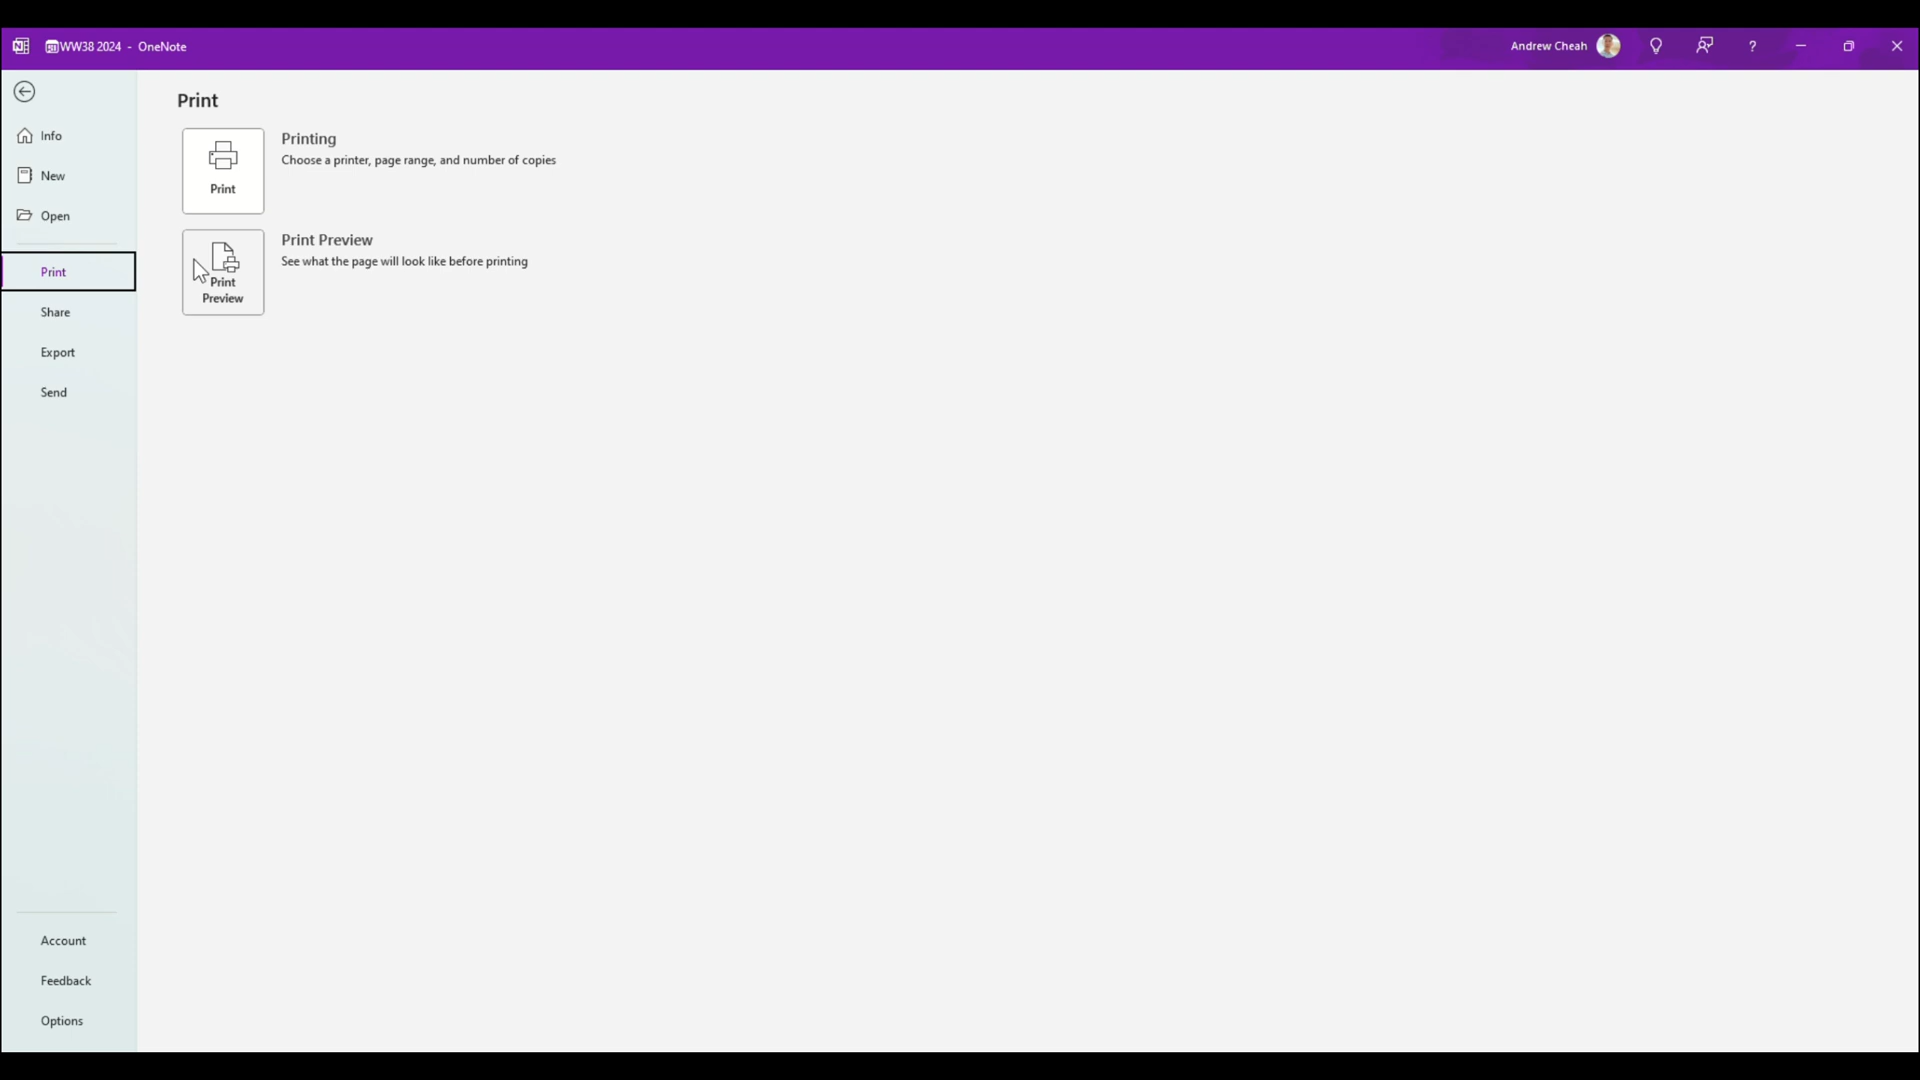 WW38 2024 - OneNote
Andrew Cheah
?
Info
New
Open
Print
Share
Export
Send
Account
Feedback
Options
Print
Print
Printing
Choose a printer, page range, and number of copies
Print
Preview
Print Preview
See what the page will look like before printing